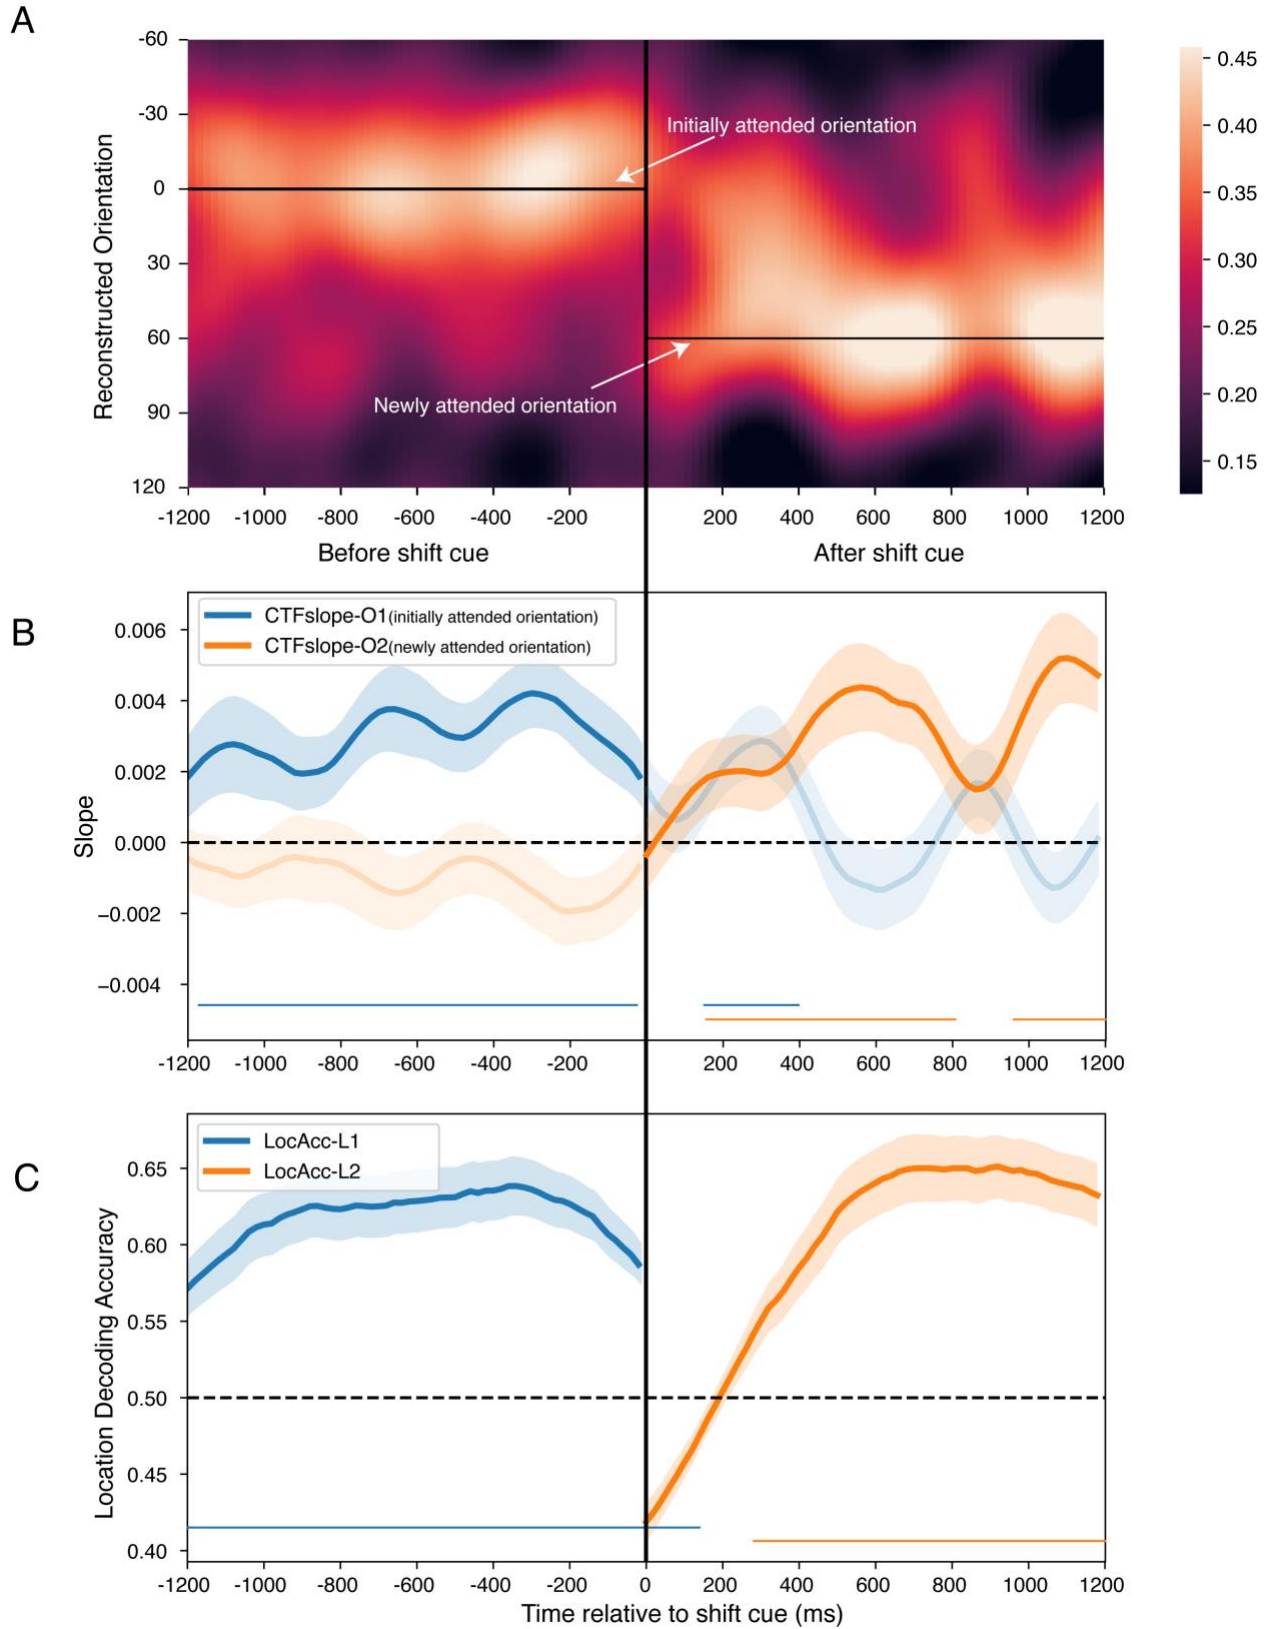 A
-60
-30
0
30
60
90
120
Reconstructed Orientation
Initially attended orientation
Newly attended orientation
0.45
0.40
0.35
0.30
0.25
0.20
0.15
-1200 -1000 -800 -600 -400 -200 200 400 600 800 1000 1200
Before shift cue After shift cue
B
CTFslope-O1(initially attended orientation)
CTFslope-O2(newly attended orientation)
0.006
0.004
0.002
0.000
−0.002
−0.004
Slope
-1200 -1000 -800 -600 -400 -200 200 400 600 800 1000 1200
C
LocAcc-L1
LocAcc-L2
0.65
0.60
0.55
0.50
0.45
0.40
Location Decoding Accuracy
-1200 -1000 -800 -600 -400 -200 0 200 400 600 800 1000 1200
Time relative to shift cue (ms)